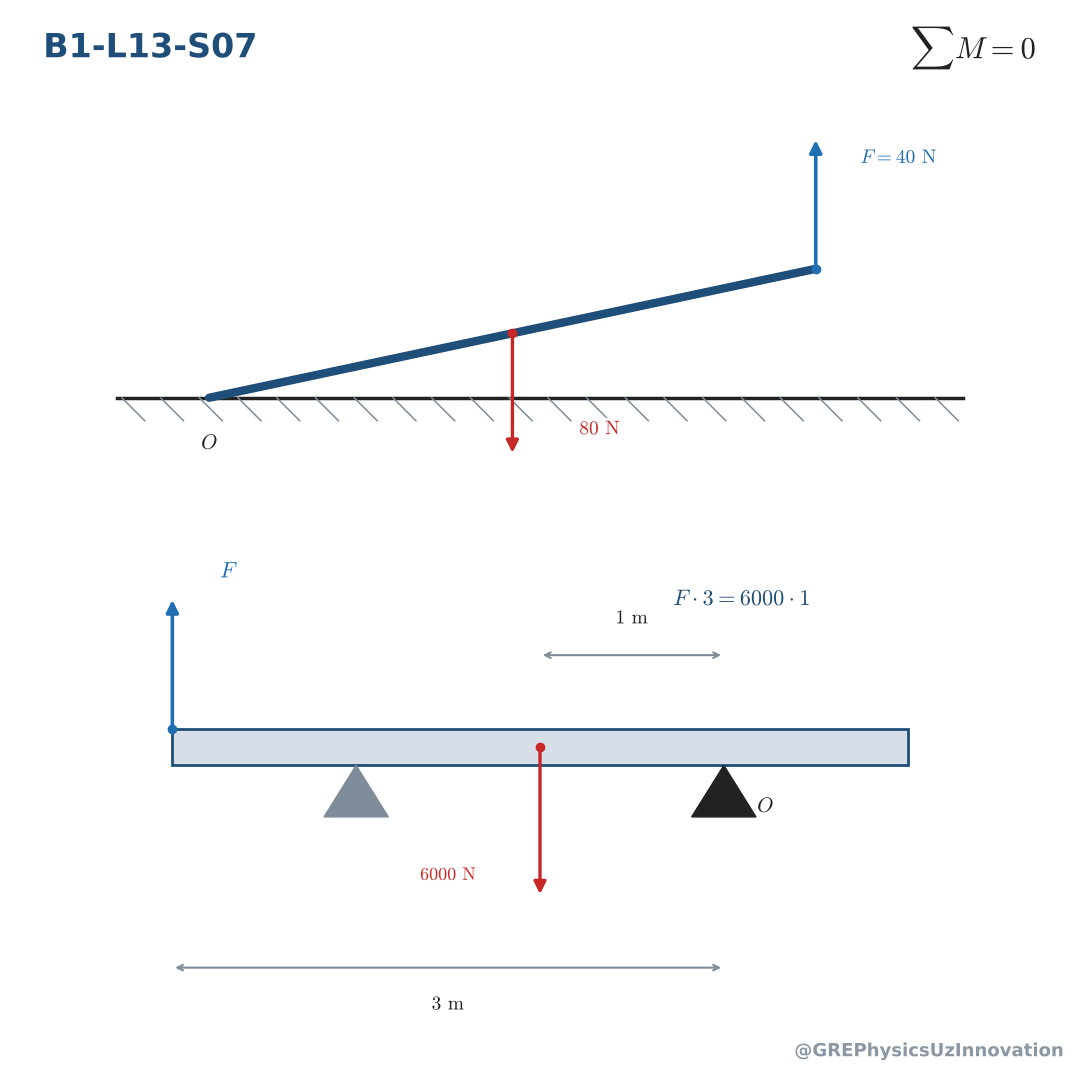 B1-L13-S07
∑M = 0
F = 40 N
80 N
O
F
F · 3 = 6000 · 1
1 m
O
6000 N
3 m
@GREPhysicsUzInnovation